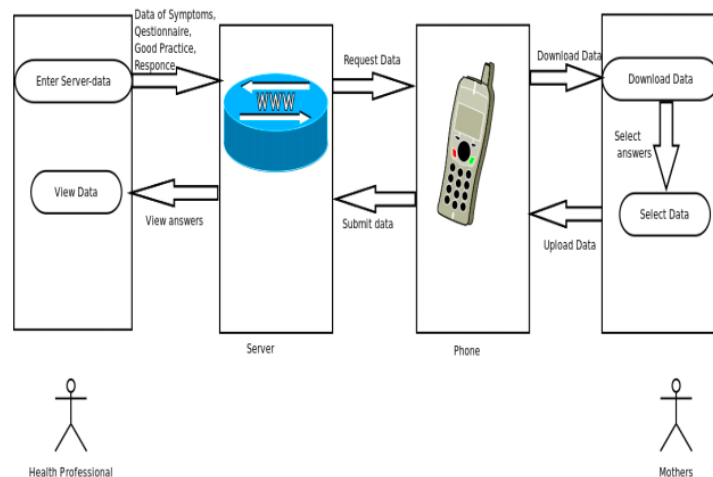 Data of Symptoms,
Qestionnaire,
Good Practice,
Responce
Enter Server-data
Request Data
WWW
Download Data
Download Data
Select
answers
View Data
View answers
Submit data
Upload Data
Select Data
Server
Phone
Health Professional
Mothers